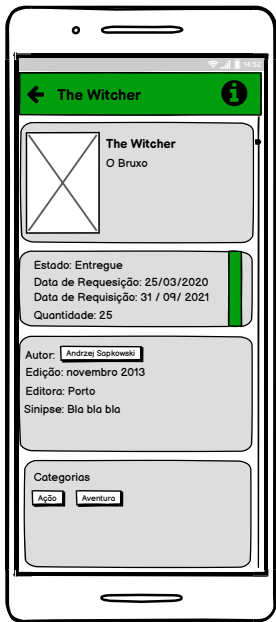 14:52
The Witcher
The Witcher
O Bruxo
Estado: Entregue
Data de Requesição: 25/03/2020
Data de Requisição: 31 / 09/ 2021
Quantidade: 25
Autor: Andrzej Sapkowski
Edição: novembro 2013
Editora: Porto
Sinipse: Bla bla bla
Categorias
Ação Aventura